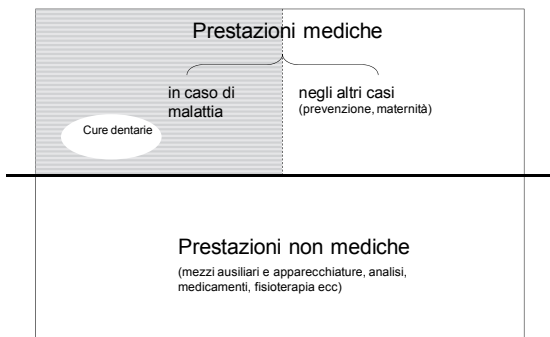 Prestazioni mediche
in caso di
malattia
negli altri casi
(prevenzione, maternità)
Cure dentarie
Prestazioni non mediche
(mezzi ausiliari e apparecchiature, analisi,
medicamenti, fisioterapia ecc)